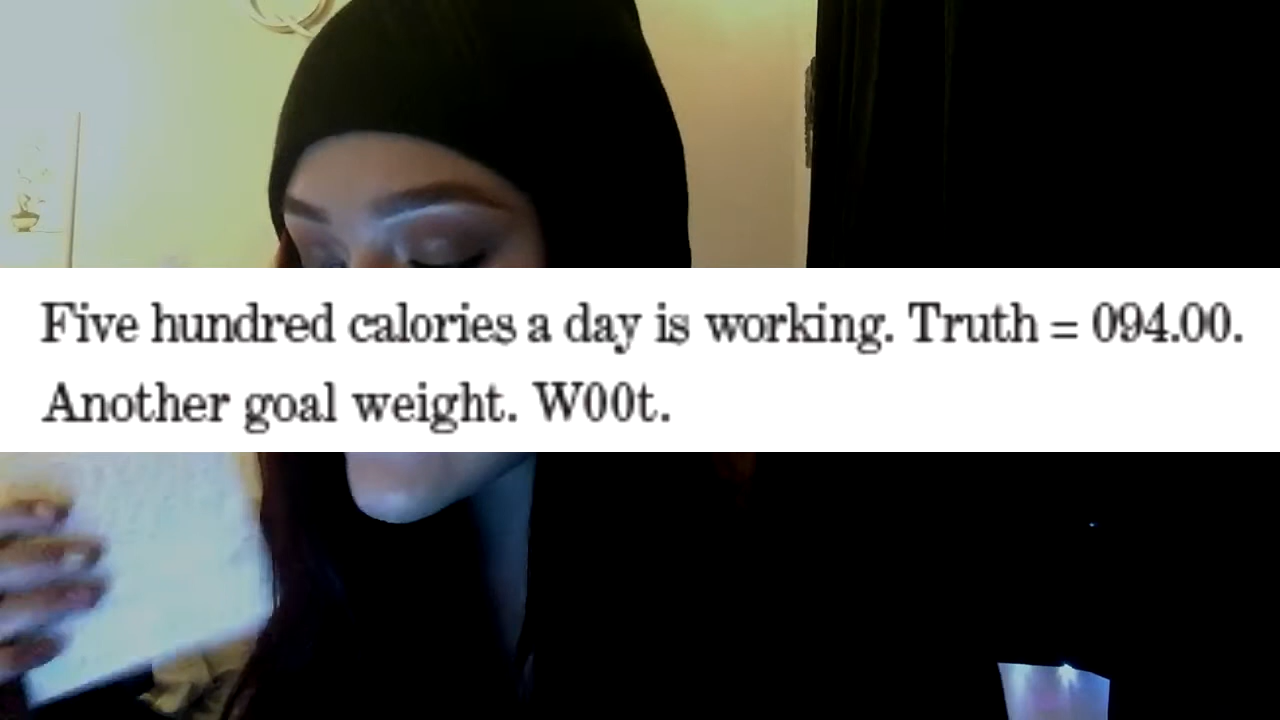 Five hundred calories a day is working. Truth = 094.00.
Another goal weight. W00t.